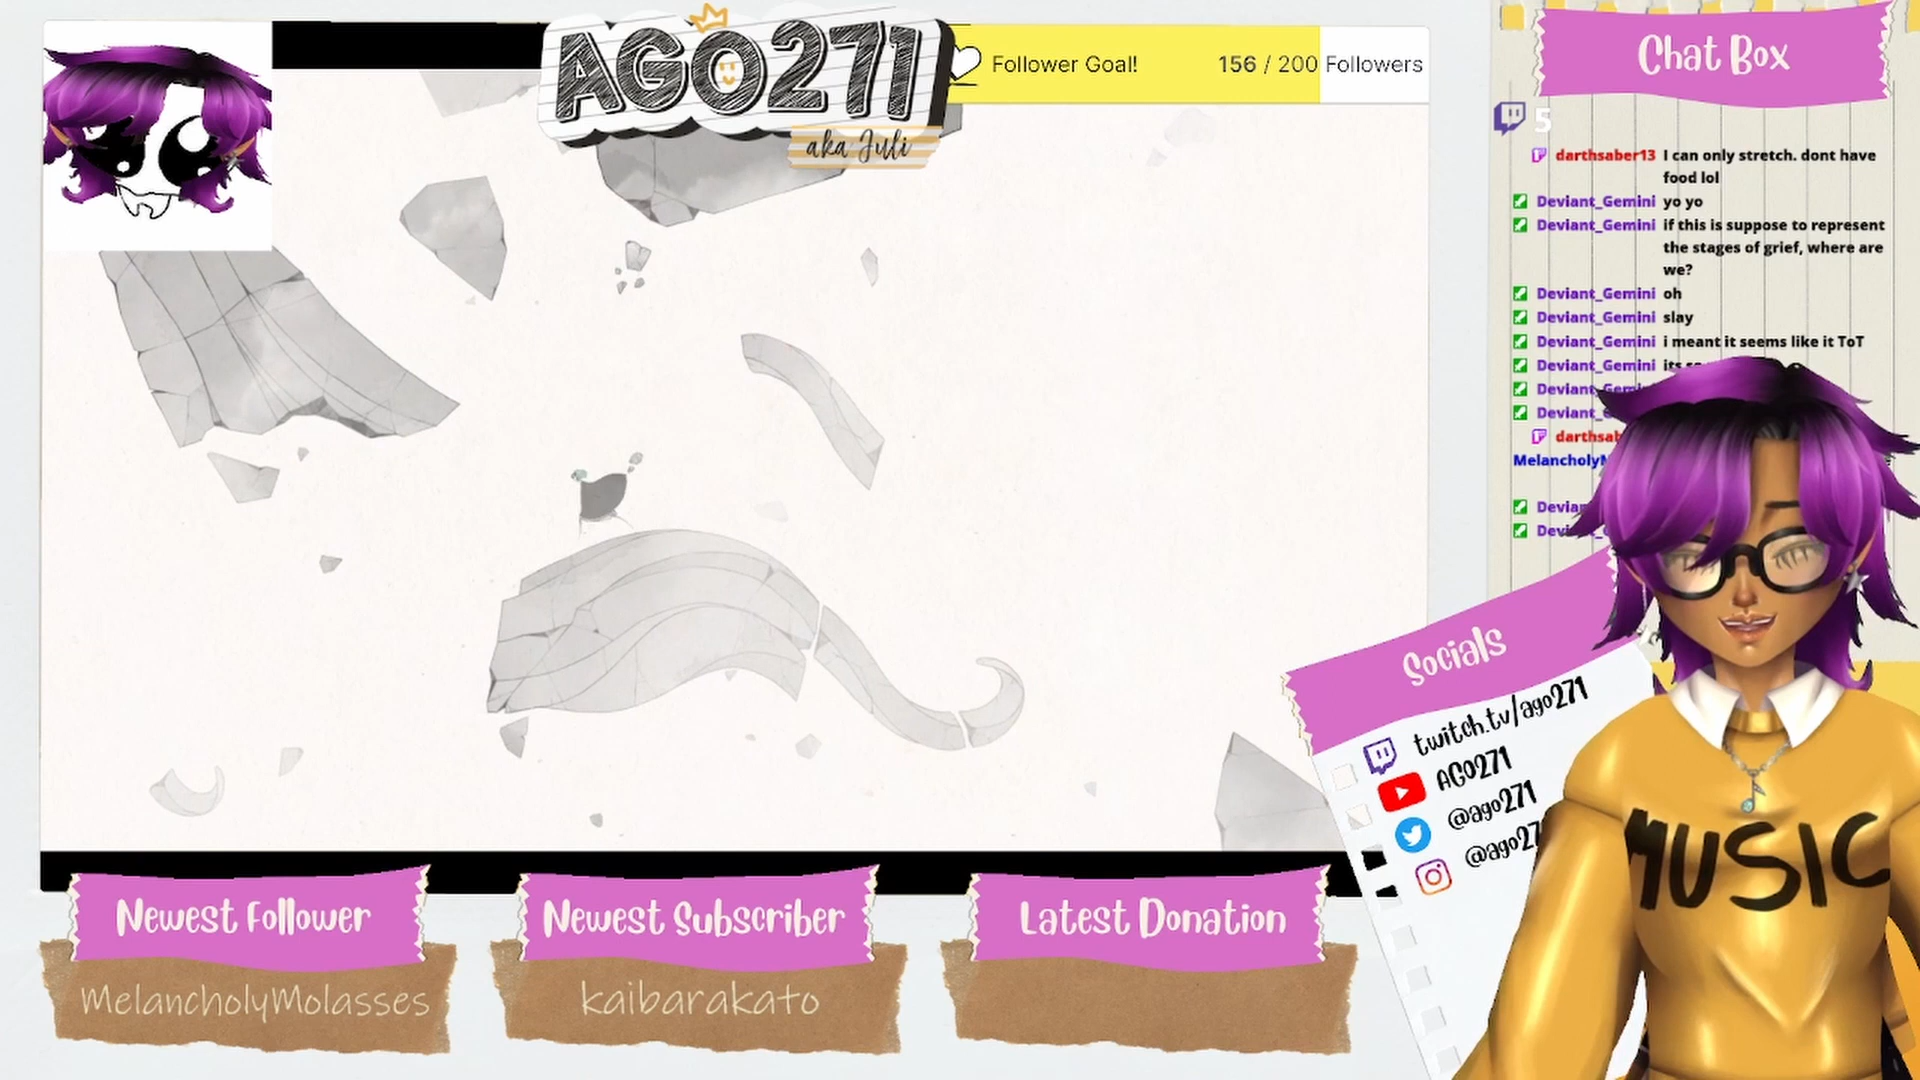 AGO271
aka Juli
Follower Goal!
156 / 200 Followers
Chat Box
5
darthsaber13 I can only stretch. dont have
food lol
Deviant_Gemini yo yo
Deviant_Gemini if this is suppose to represent
the stages of grief, where are
we?
Deviant_Gemini oh
Deviant_Gemini slay
Deviant_Gemini i meant it seems like it ToT
Deviant_Gemini its
Socials
twitch.tv/ago271
AGO271
@ago271
MUSIC
Newest Follower
MelancholyMolasses
Newest Subscriber
kaibarakato
Latest Donation